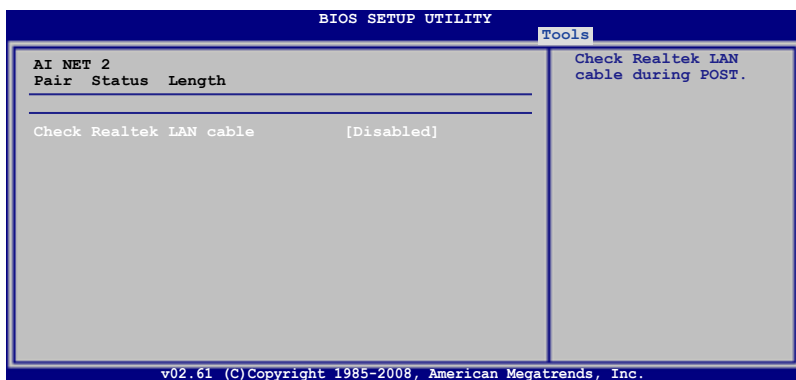 BIOS SETUP UTILITY
Tools
AI NET 2
Pair Status Length
Check Realtek LAN cable [Disabled]
Check Realtek LAN
cable during POST.
v02.61 (C)Copyright 1985-2008, American Megatrends, Inc.